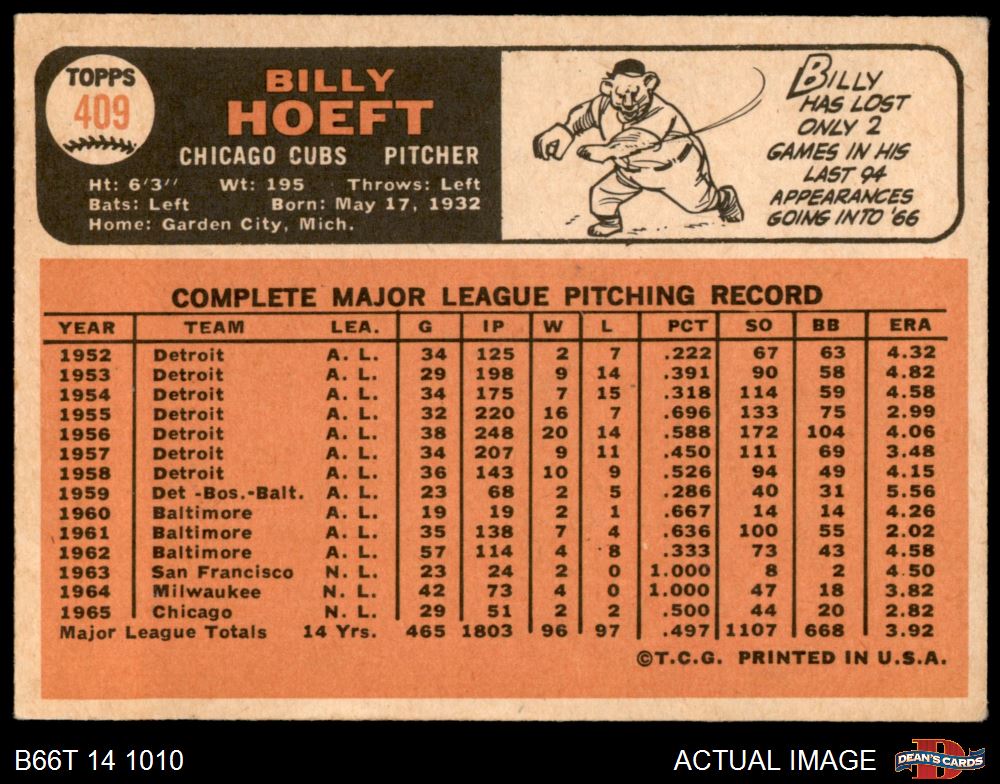 TOPPS
409
BILLY
HOEFT
CHICAGO CUBS PITCHER
Ht: 6'3'' Wt: 195 Throws: Left
Bats: Left Born: May 17, 1932
Home: Garden City, Mich.
BILLY
HAS LOST
ONLY 2
GAMES IN HIS
LAST 94
APPEARANCES
GOING INTO '66
COMPLETE MAJOR LEAGUE PITCHING RECORD
YEAR TEAM LEA. G IP W L PCT SO BB ERA
1952 Detroit A. L. 34 125 2 7 .222 67 63 4.32
1953 Detroit A. L. 29 198 9 14 .391 90 58 4.82
1954 Detroit A. L. 34 175 7 15 .318 114 59 4.58
1955 Detroit A. L. 32 220 16 7 .696 133 75 2.99
1956 Detroit A. L. 38 248 20 14 .588 172 104 4.06
1957 Detroit A. L. 34 207 9 11 .450 111 69 3.48
1958 Detroit A. L. 36 143 10 9 .526 94 49 4.15
1959 Det -Bos.-Balt. A. L. 23 68 2 5 .286 40 31 5.56
1960 Baltimore A. L. 19 19 2 1 .667 14 14 4.26
1961 Baltimore A. L. 35 138 7 4 .636 100 55 2.02
1962 Baltimore A. L. 57 114 4 8 .333 73 43 4.58
1963 San Francisco N. L. 23 24 2 0 1.000 8 2 4.50
1964 Milwaukee N. L. 42 73 4 0 1.000 47 18 3.82
1965 Chicago N. L. 29 51 2 2 .500 44 20 2.82
Major League Totals 14 Yrs. 465 1803 96 97 .497 1107 668 3.92
©T.C.G. PRINTED IN U.S.A.
B66T 14 1010
ACTUAL IMAGE
D
DEAN'S CARDS